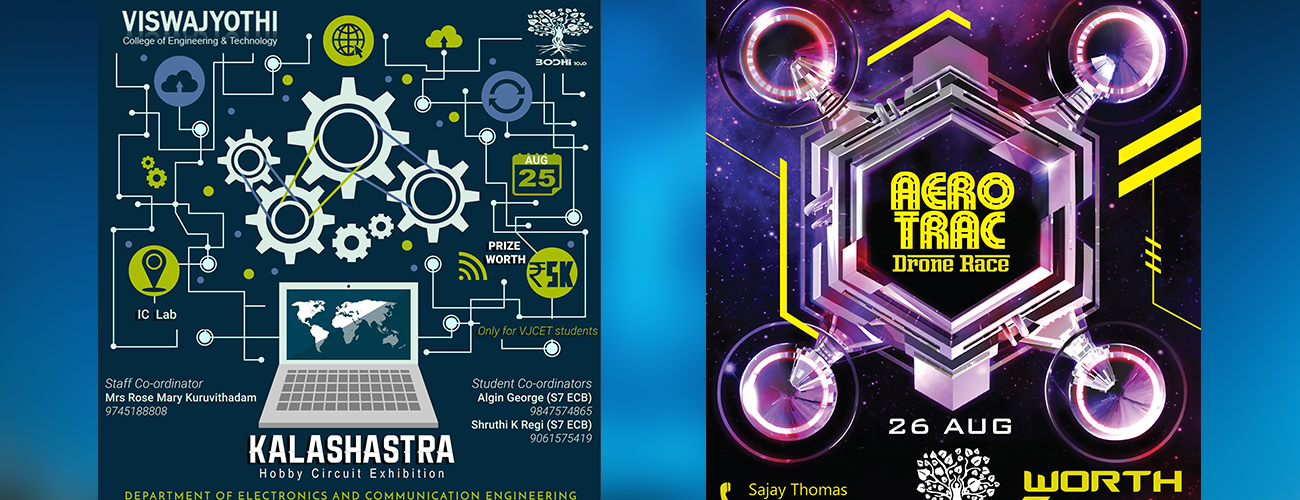 VISWAJYOTHI
College of Engineering & Technology
BODHI 10.0
AUG
25
PRIZE
WORTH
₹5K
IC Lab
Only for VJCET students
Staff Co-ordinator
Mrs Rose Mary Kuruvithadam
9745188808
Student Co-ordinators
Algin George (S7 ECB)
9847574865
Shruthi K Regi (S7 ECB)
9061575419
KALASHASTRA
Hobby Circuit Exhibition
DEPARTMENT OF ELECTRONICS AND COMMUNICATION ENGINEERING
AERO
TRAC
Drone Race
26 AUG
WORTH
Sajay Thomas